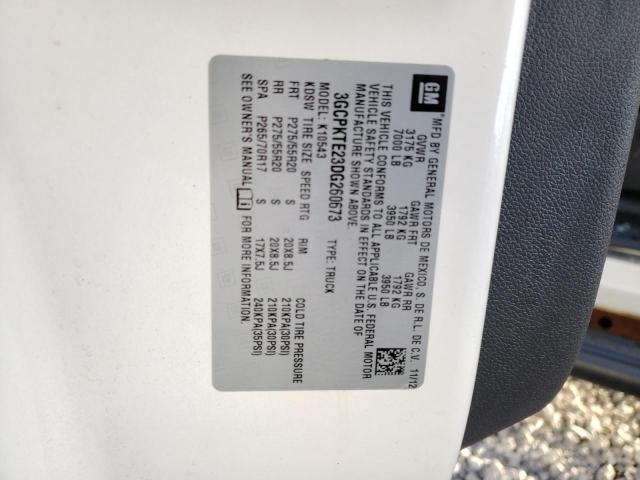 GM
MFD BY GENERAL MOTORS DE MEXICO, S. DE R.L. DE C.V. 11/12
GVWR GAWR FRT GAWR RR
3175 KG 1792 KG 1792 KG
7000 LB 3950 LB 3950 LB
THIS VEHICLE CONFORMS TO ALL APPLICABLE U.S. FEDERAL MOTOR
VEHICLE SAFETY STANDARDS IN EFFECT ON THE DATE OF
MANUFACTURE SHOWN ABOVE.
3GCPKTE23DG260673 TYPE: TRUCK
MODEL: K10543
KDSW TIRE SIZE SPEED RTG RIM COLD TIRE PRESSURE
FRT P275/55R20 S 20X8.5J 210KPA(30PSI)
RR P275/55R20 S 20X8.5J 210KPA(30PSI)
SPA P265/70R17 S 17X7.5J 240KPA(35PSI)
SEE OWNER'S MANUAL FOR MORE INFORMATION.